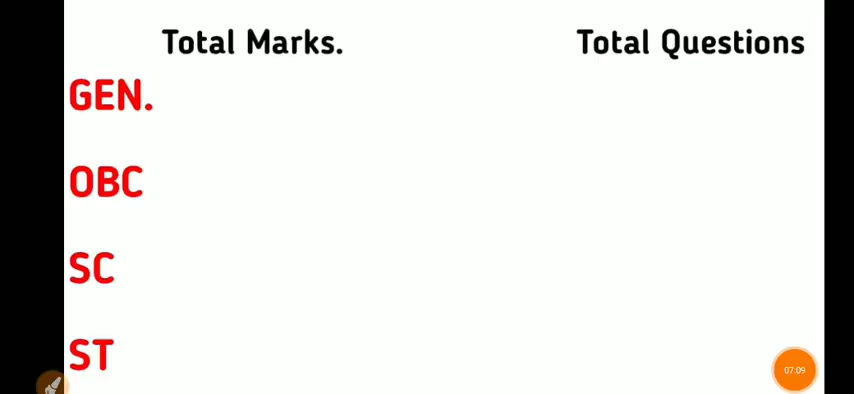 Total Marks. Total Questions
GEN.
OBC
SC
ST
07:09